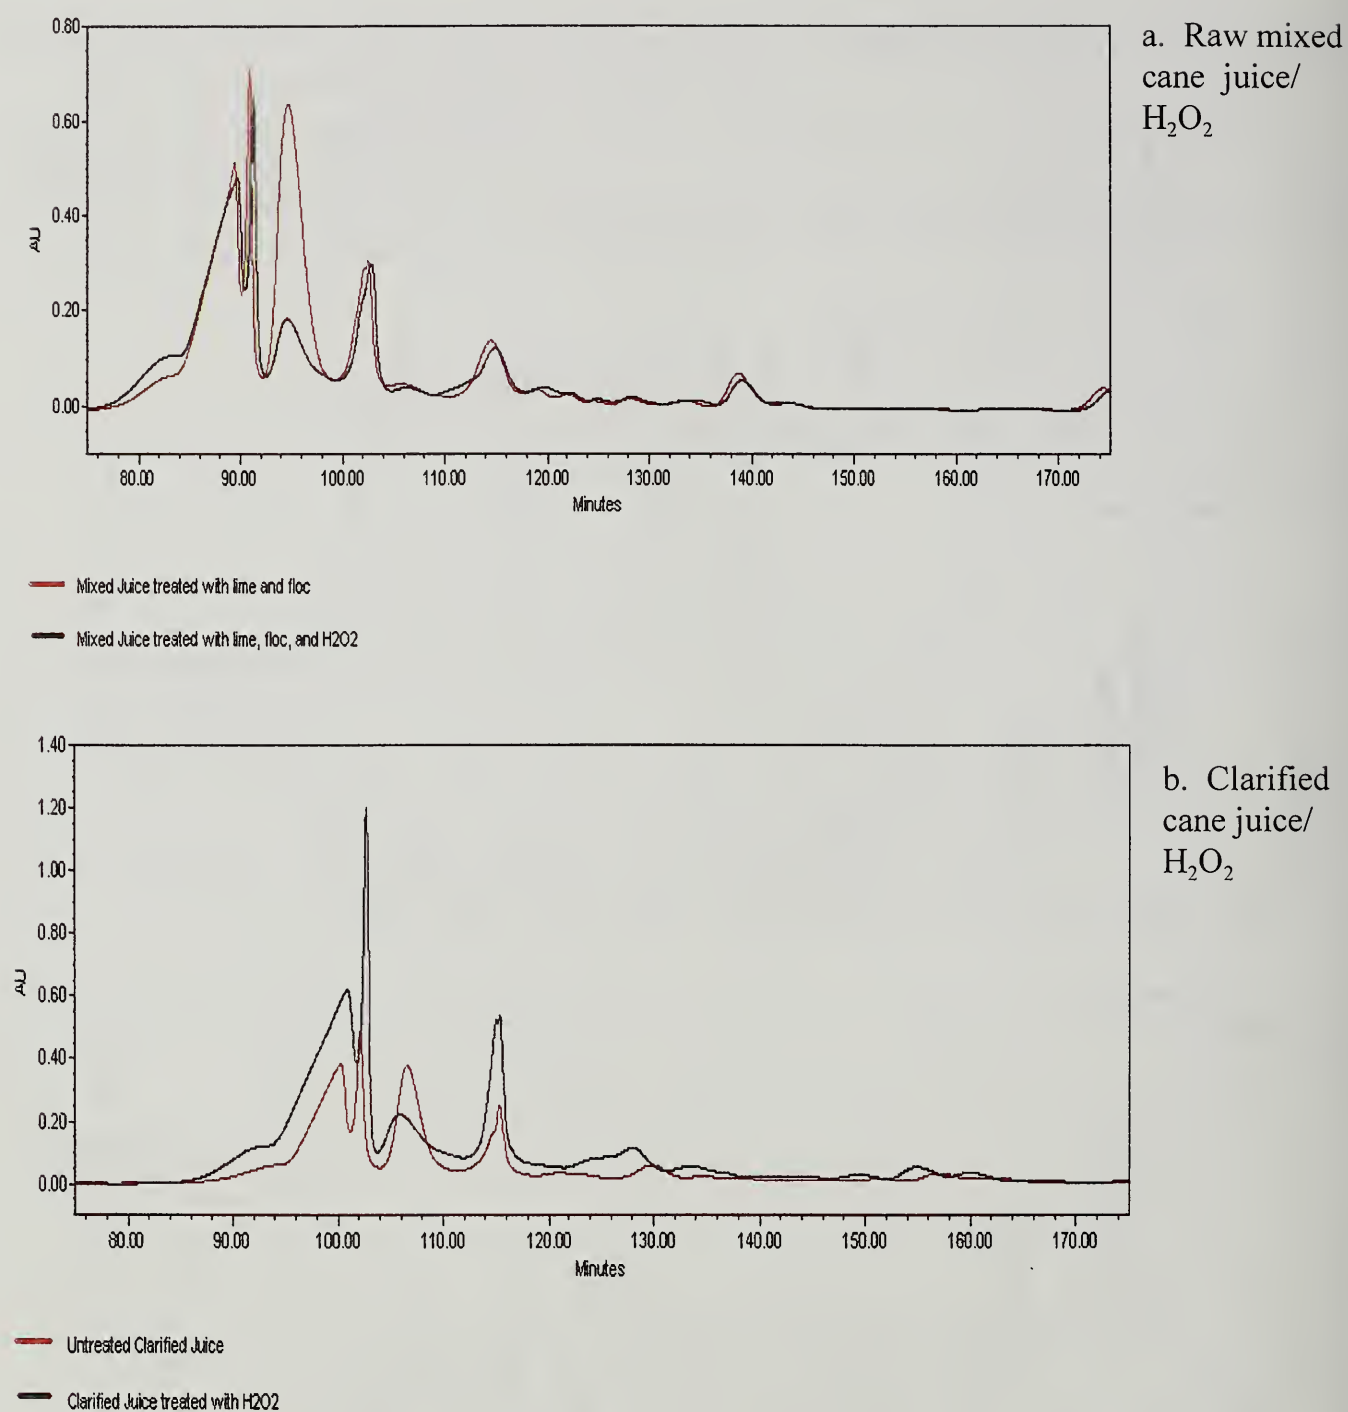 a. Raw mixed
cane juice/
H₂O₂
0.80
0.60
0.40
0.20
0.00
AU
80.00 90.00 100.00 110.00 120.00 130.00 140.00 150.00 160.00 170.00
Minutes
Mixed Juice treated with lime and floc
Mixed Juice treated with lime, floc, and H2O2
b. Clarified
cane juice/
H₂O₂
1.40
1.20
1.00
0.80
0.60
0.40
0.20
0.00
AU
80.00 90.00 100.00 110.00 120.00 130.00 140.00 150.00 160.00 170.00
Minutes
Untreated Clarified Juice
Clarified Juice treated with H2O2